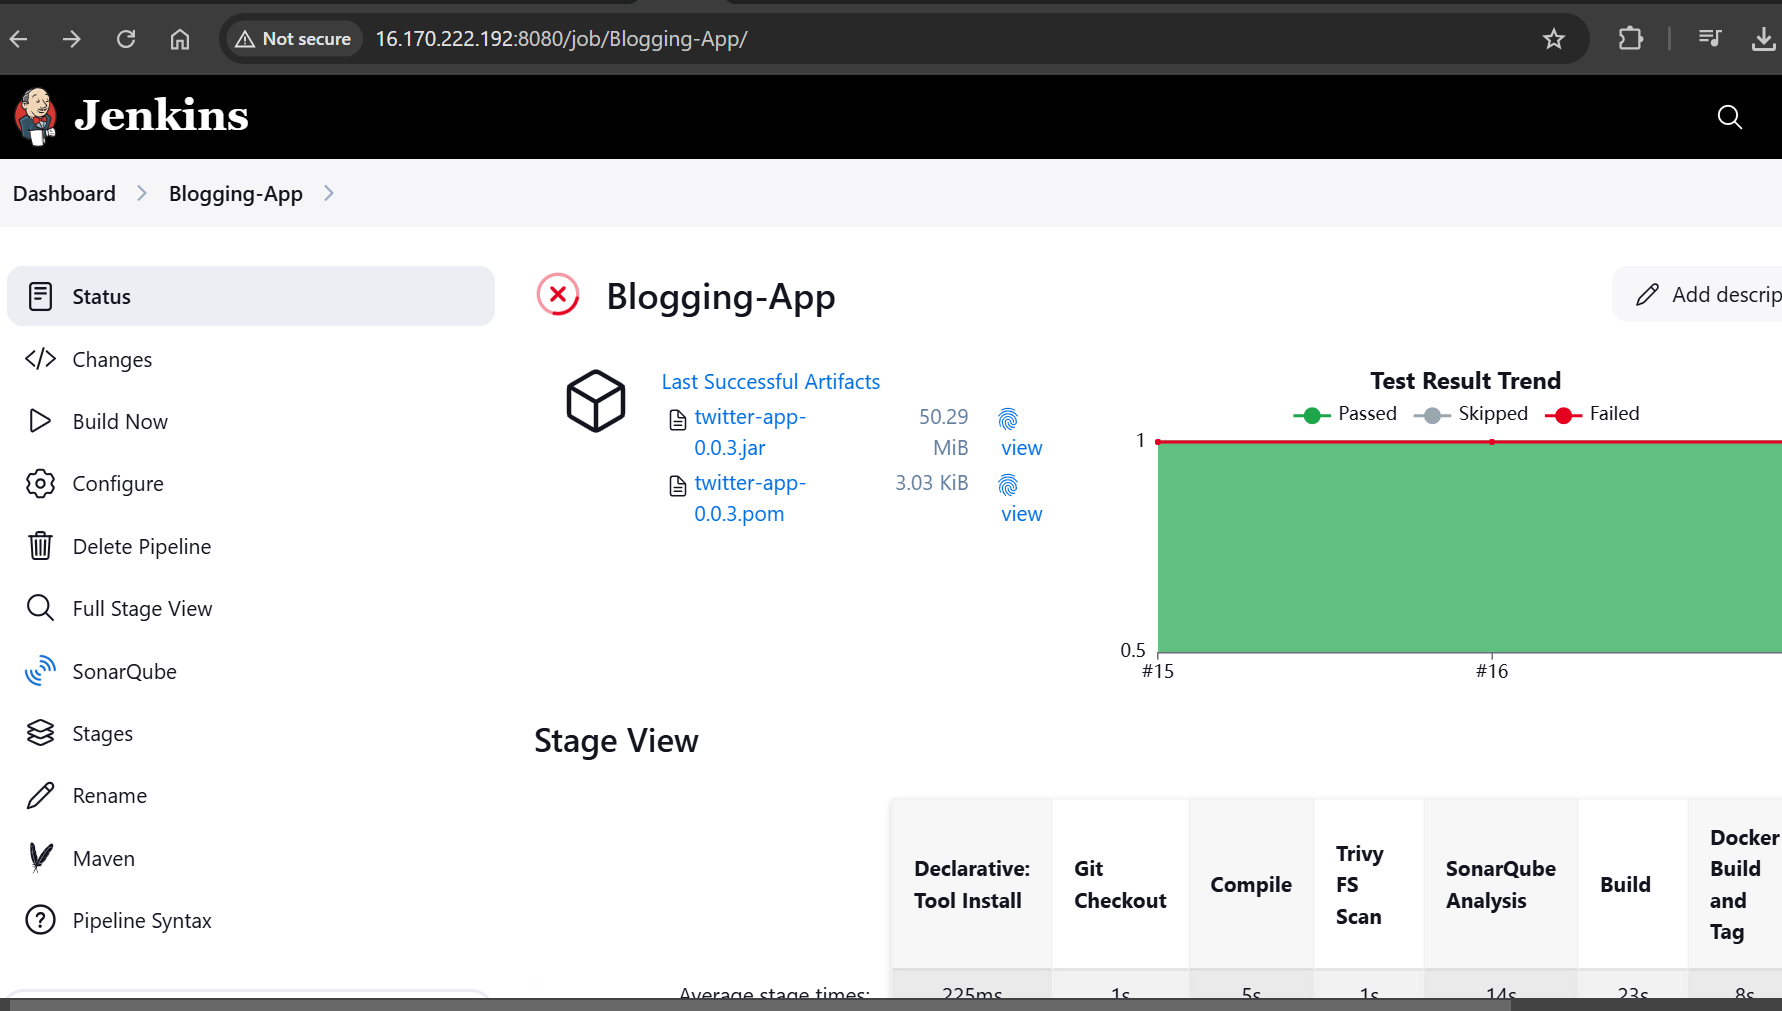 Not secure
16.170.222.192:8080/job/Blogging-App/
Jenkins
Dashboard
Blogging-App
Status
Changes
Build Now
Configure
Delete Pipeline
Full Stage View
SonarQube
Stages
Rename
Maven
Pipeline Syntax
Blogging-App
Add descrip
Last Successful Artifacts
twitter-app-
0.0.3.jar
50.29
MiB
view
twitter-app-
0.0.3.pom
3.03 KiB
view
Test Result Trend
Passed
Skipped
Failed
1
0.5
#15
#16
Stage View
Declarative:
Tool Install
Git
Checkout
Compile
Trivy
FS
Scan
SonarQube
Analysis
Build
Docker
Build
and
Tag
Average stage times:
225ms
1s
5s
1s
14s
23s
8s